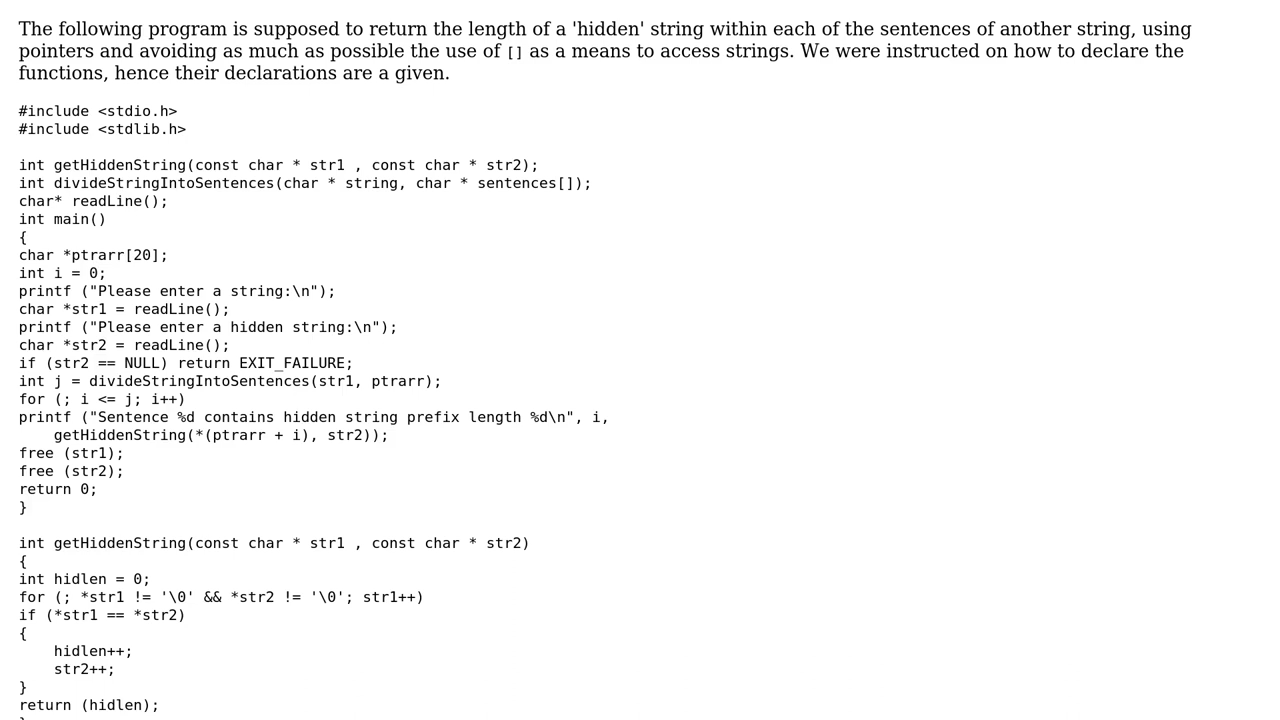 The following program is supposed to return the length of a 'hidden' string within each of the sentences of another string, using
pointers and avoiding as much as possible the use of [] as a means to access strings. We were instructed on how to declare the
functions, hence their declarations are a given.
#include <stdio.h>
#include <stdlib.h>
int getHiddenString(const char * str1 , const char * str2);
int divideStringIntoSentences(char * string, char * sentences[]);
char* readLine();
int main()
{
char *ptrarr[20];
int i = 0;
printf ("Please enter a string:\n");
char *str1 = readLine();
printf ("Please enter a hidden string:\n");
char *str2 = readLine();
if (str2 == NULL) return EXIT_FAILURE;
int j = divideStringIntoSentences(str1, ptrarr);
for (; i <= j; i++)
printf ("Sentence %d contains hidden string prefix length %d\n", i,
    getHiddenString(*(ptrarr + i), str2));
free (str1);
free (str2);
return 0;
}
int getHiddenString(const char * str1 , const char * str2)
{
int hidlen = 0;
for (; *str1 != '\0' && *str2 != '\0'; str1++)
if (*str1 == *str2)
{
    hidlen++;
    str2++;
}
return (hidlen);